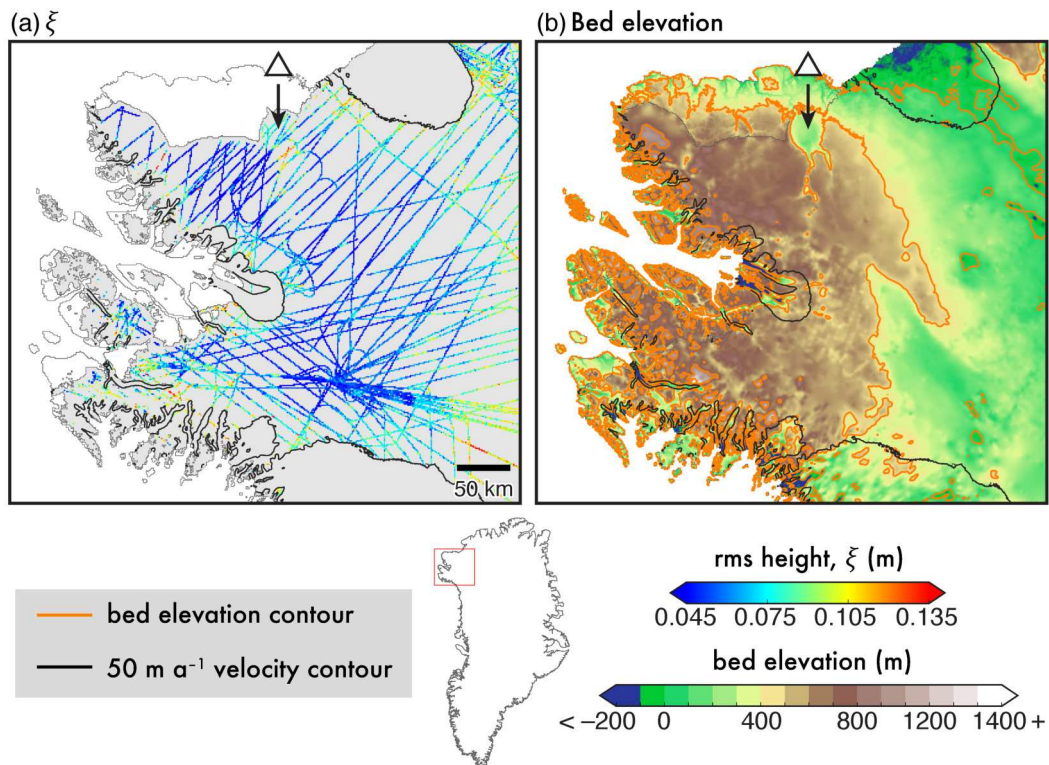 (a) ξ
(b) Bed elevation
50 km
bed elevation contour
50 m a⁻¹ velocity contour
rms height, ξ (m)
0.045 0.075 0.105 0.135
bed elevation (m)
< −200 0 400 800 1200 1400 +